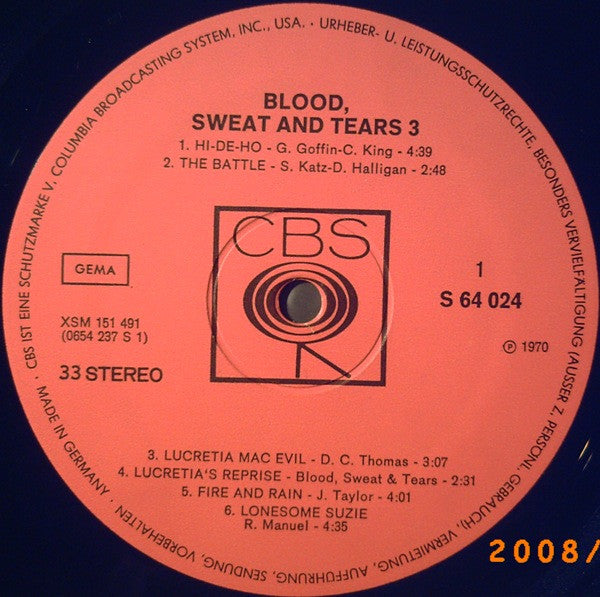 CBS IST EINE SCHUTZMARKE V. COLUMBIA BROADCASTING SYSTEM, INC., USA. · URHEBER- U. LEISTUNGSSCHUTZRECHTE, BESONDERS VERVIELFÄLTIGUNG (AUSSER Z. PERSÖNL. GEBRAUCH), VERMIETUNG, AUFFÜHRUNG, SENDUNG, VORBEHALTEN · MADE IN GERMANY ·
BLOOD,
SWEAT AND TEARS 3
1. HI-DE-HO - G. Goffin-C. King - 4:39
2. THE BATTLE - S. Katz-D. Halligan - 2:48
CBS
GEMA
1
S 64 024
XSM 151 491
(0654 237 S 1)
℗ 1970
33 STEREO
3. LUCRETIA MAC EVIL - D. C. Thomas - 3:07
4. LUCRETIA'S REPRISE - Blood, Sweat & Tears - 2:31
5. FIRE AND RAIN - J. Taylor - 4:01
6. LONESOME SUZIE
R. Manuel - 4:35
2008/